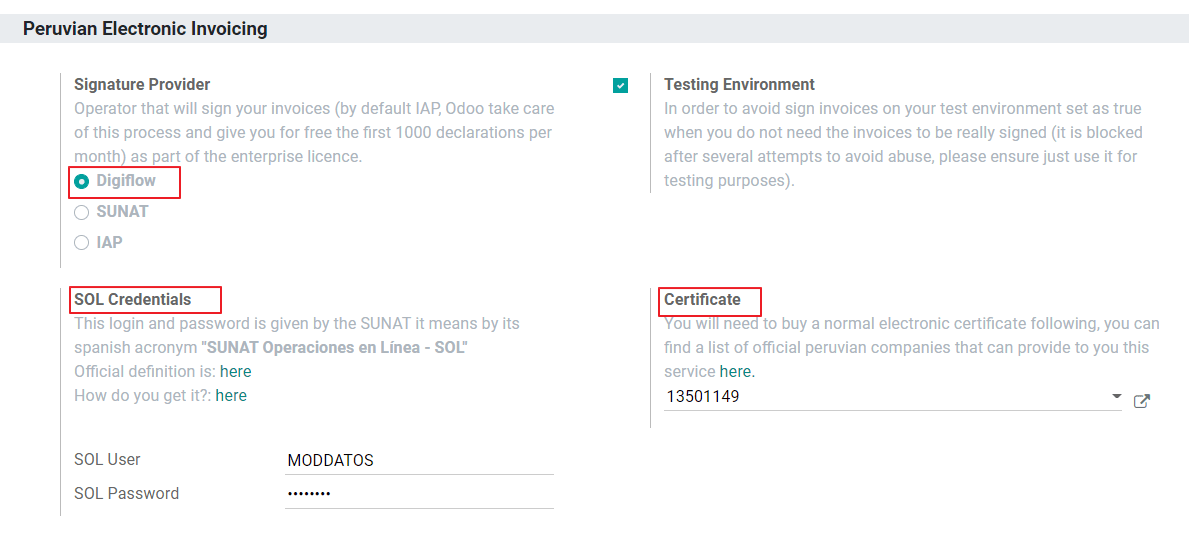 Peruvian Electronic Invoicing
Signature Provider
Operator that will sign your invoices (by default IAP, Odoo take care
of this process and give you for free the first 1000 declarations per
month) as part of the enterprise licence.
Digiflow
SUNAT
IAP
Testing Environment
In order to avoid sign invoices on your test environment set as true
when you do not need the invoices to be really signed (it is blocked
after several attempts to avoid abuse, please ensure just use it for
testing purposes).
SOL Credentials
This login and password is given by the SUNAT it means by its
spanish acronym "SUNAT Operaciones en Línea - SOL"
Official definition is: here
How do you get it?: here
SOL User
MODDATOS
SOL Password
••••••••
Certificate
You will need to buy a normal electronic certificate following, you can
find a list of official peruvian companies that can provide to you this
service here.
13501149